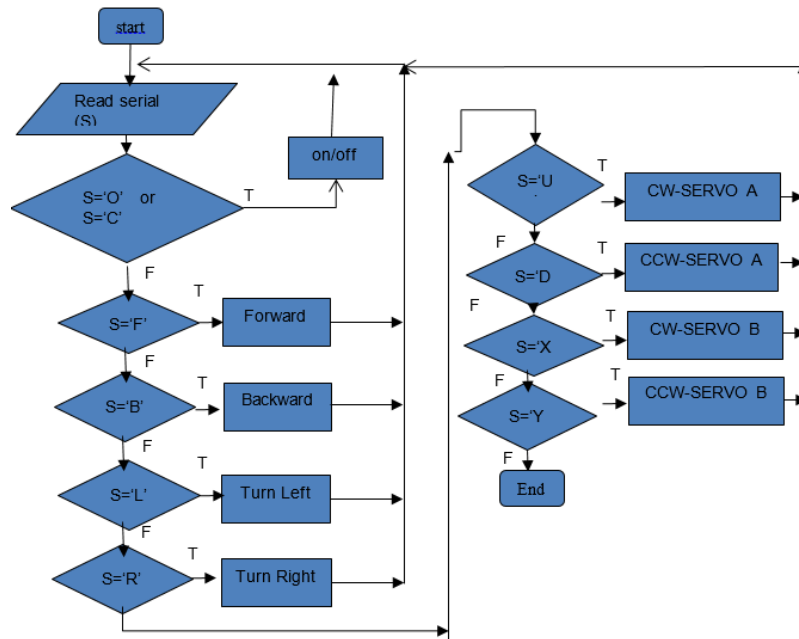 start
Read serial
(S)
S=‘O’ or
S=‘C’
T
on/off
F
S=‘F’
T
Forward
F
S=‘B’
T
Backward
F
S=‘L’
T
Turn Left
F
S=‘R’
T
Turn Right
S=‘U
T
CW-SERVO A
F
S=‘D
T
CCW-SERVO A
F
S=‘X
T
CW-SERVO B
F
S=‘Y
T
CCW-SERVO B
F
End